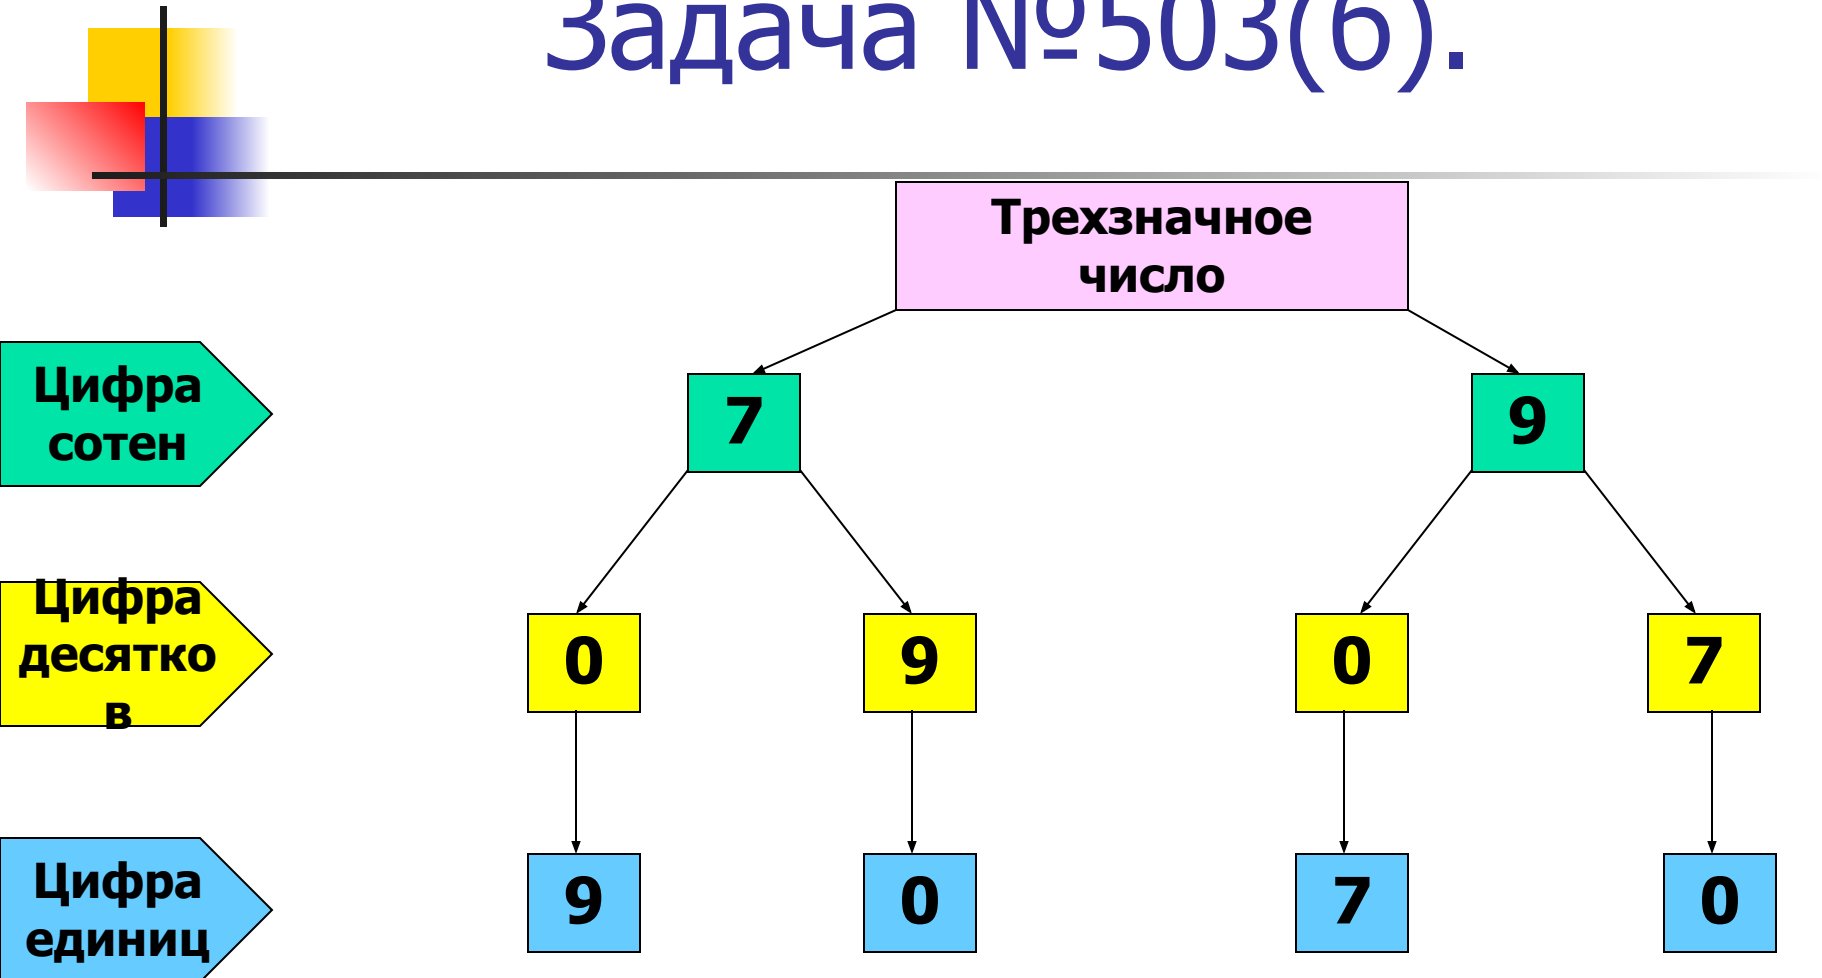 Задача №503(б).
Трехзначное
число
Цифра
сотен
7
9
Цифра
десятко
в
0
9
0
7
Цифра
единиц
9
0
7
0